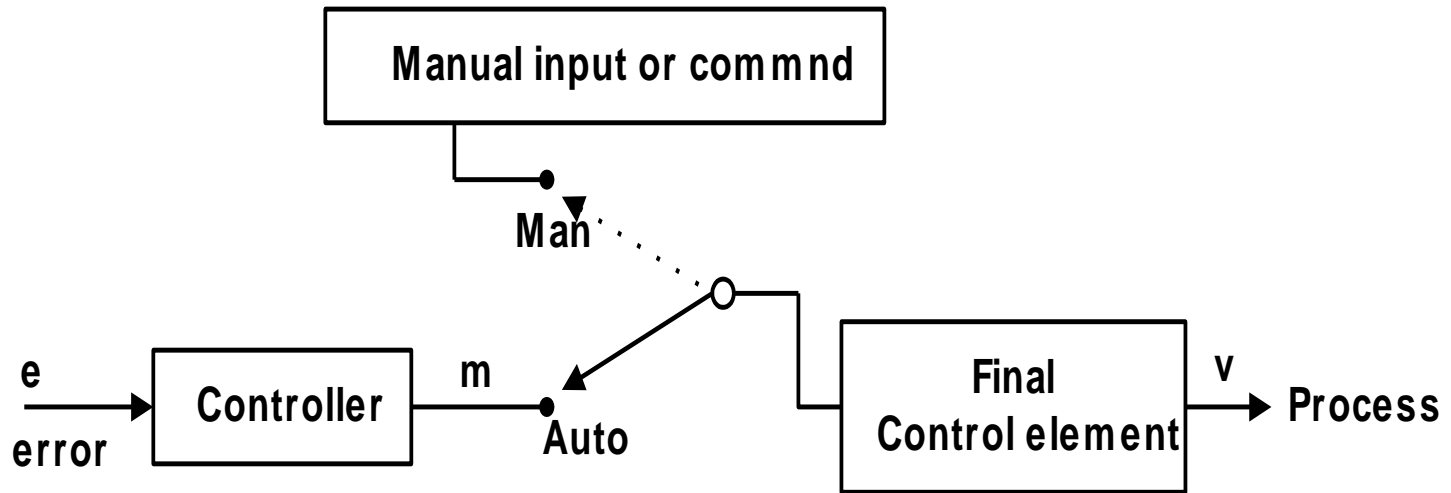 Manual input or commnd
Man
e
error
Controller
m
Auto
Final
Control element
v
Process